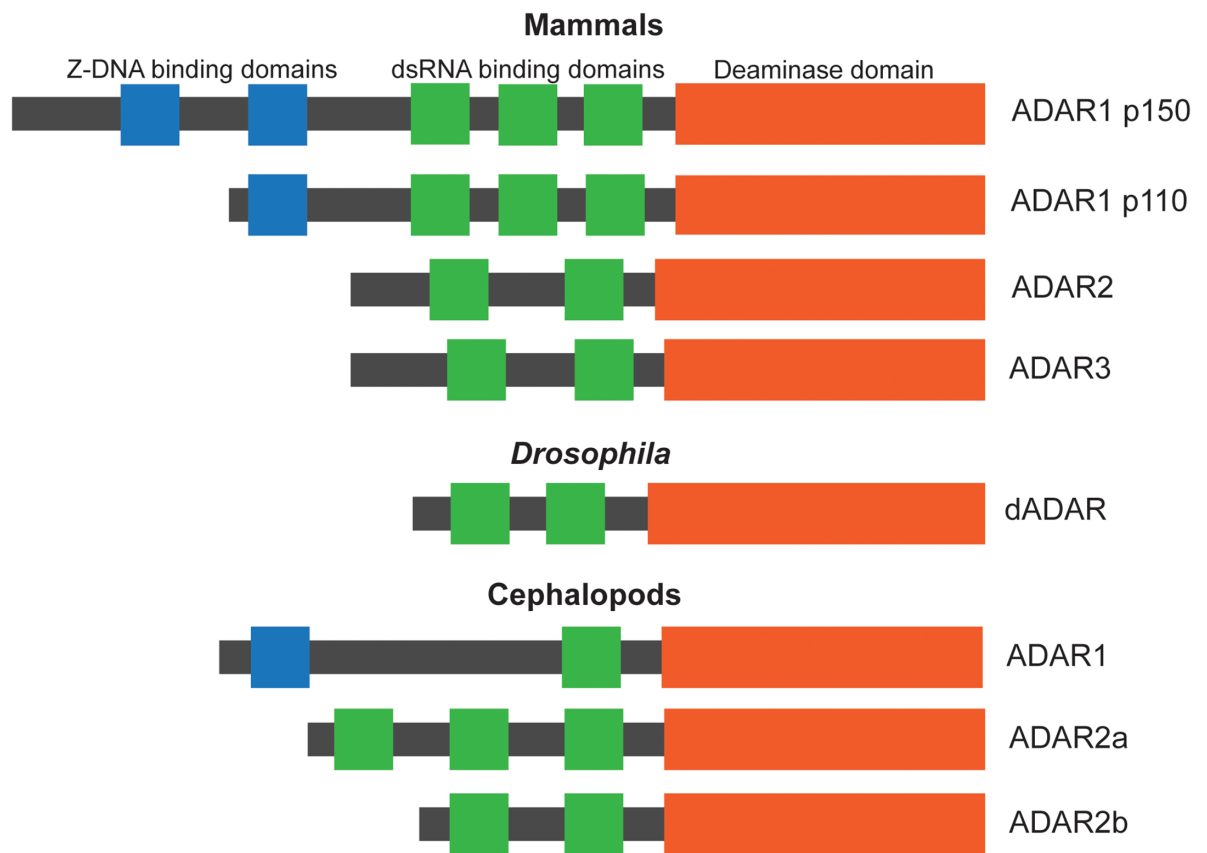 Mammals
Z-DNA binding domains dsRNA binding domains Deaminase domain
ADAR1 p150
ADAR1 p110
ADAR2
ADAR3
Drosophila
dADAR
Cephalopods
ADAR1
ADAR2a
ADAR2b